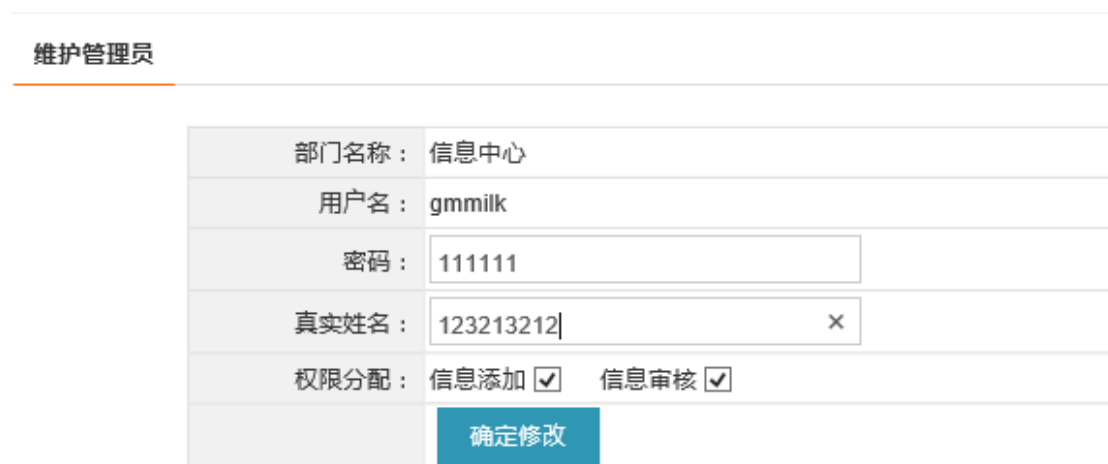 维护管理员
部门名称： 信息中心
用户名： gmmilk
密码： 111111
真实姓名： 123213212 ×
权限分配： 信息添加 信息审核
确定修改